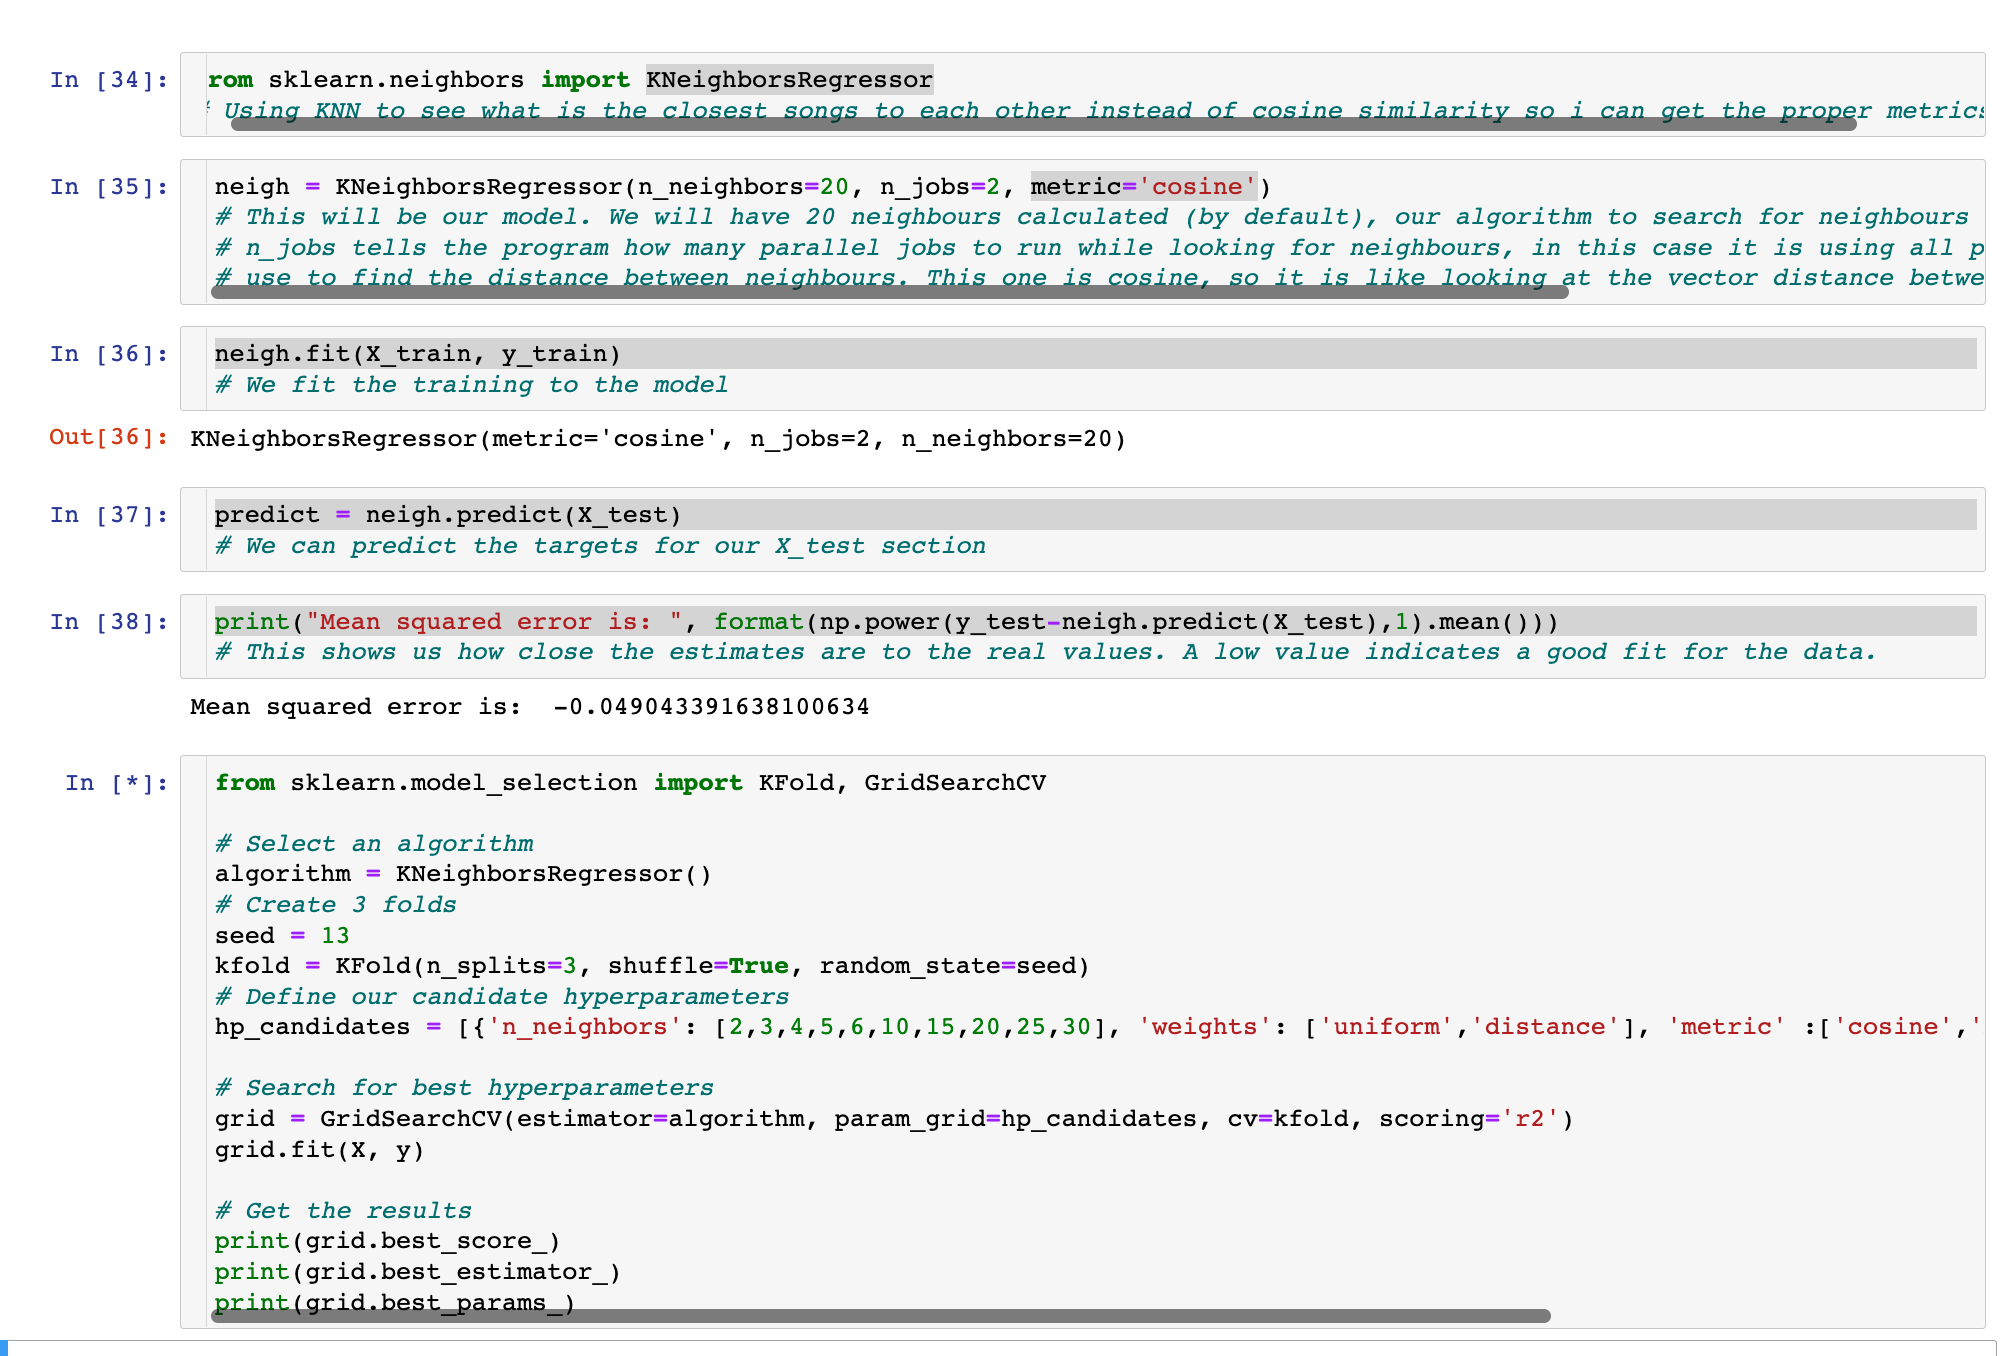 In [34]: rom sklearn.neighbors import KNeighborsRegressor
# Using KNN to see what is the closest songs to each other instead of cosine similarity so i can get the proper metrics
In [35]: neigh = KNeighborsRegressor(n_neighbors=20, n_jobs=2, metric='cosine')
# This will be our model. We will have 20 neighbours calculated (by default), our algorithm to search for neighbours
# n_jobs tells the program how many parallel jobs to run while looking for neighbours, in this case it is using all p
# use to find the distance between neighbours. This one is cosine, so it is like looking at the vector distance betwe
In [36]: neigh.fit(X_train, y_train)
# We fit the training to the model
Out[36]: KNeighborsRegressor(metric='cosine', n_jobs=2, n_neighbors=20)
In [37]: predict = neigh.predict(X_test)
# We can predict the targets for our X_test section
In [38]: print("Mean squared error is: ", format(np.power(y_test-neigh.predict(X_test),1).mean()))
# This shows us how close the estimates are to the real values. A low value indicates a good fit for the data.
Mean squared error is:  -0.049043391638100634
In [*]: from sklearn.model_selection import KFold, GridSearchCV
# Select an algorithm
algorithm = KNeighborsRegressor()
# Create 3 folds
seed = 13
kfold = KFold(n_splits=3, shuffle=True, random_state=seed)
# Define our candidate hyperparameters
hp_candidates = [{'n_neighbors': [2,3,4,5,6,10,15,20,25,30], 'weights': ['uniform','distance'], 'metric' :['cosine','
# Search for best hyperparameters
grid = GridSearchCV(estimator=algorithm, param_grid=hp_candidates, cv=kfold, scoring='r2')
grid.fit(X, y)
# Get the results
print(grid.best_score_)
print(grid.best_estimator_)
print(grid.best_params_)